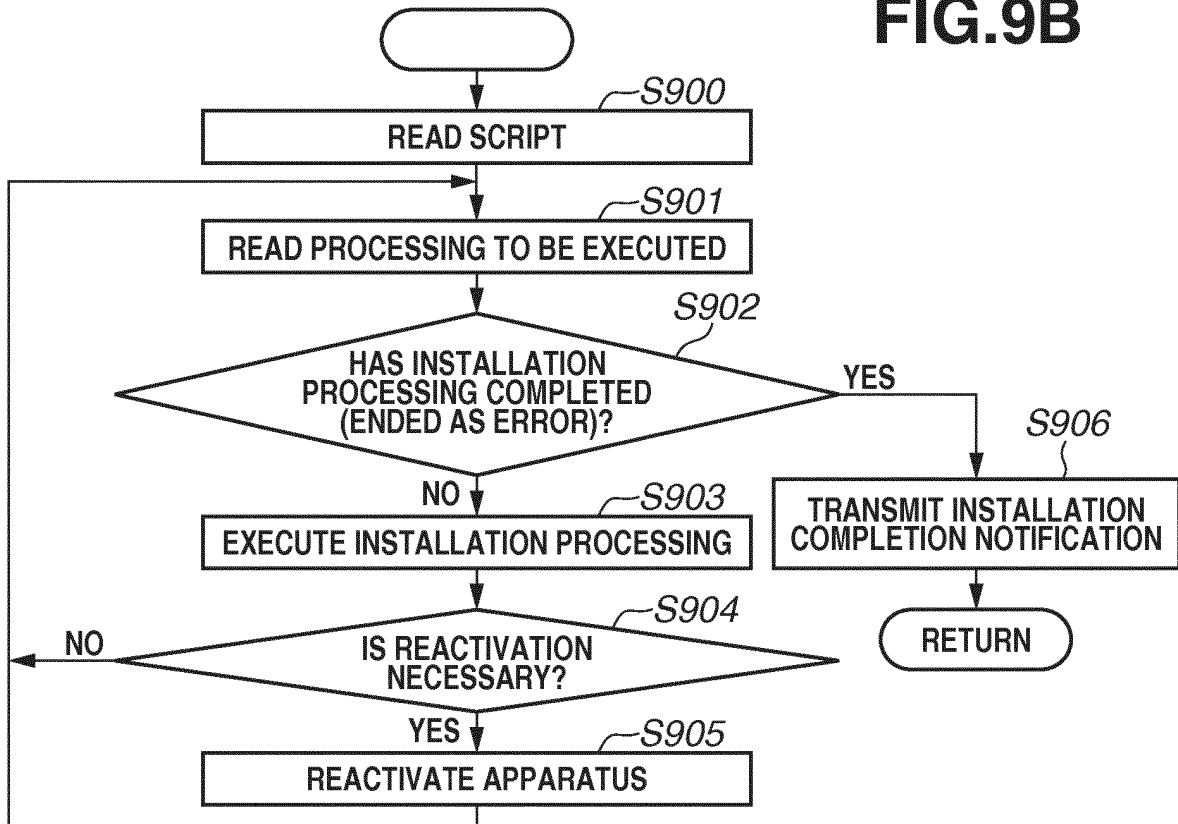 FIG.9B
S900
READ SCRIPT
S901
READ PROCESSING TO BE EXECUTED
S902
HAS INSTALLATION
PROCESSING COMPLETED
(ENDED AS ERROR)?
YES
S906
TRANSMIT INSTALLATION
COMPLETION NOTIFICATION
RETURN
NO
S903
EXECUTE INSTALLATION PROCESSING
S904
IS REACTIVATION
NECESSARY?
NO
YES
S905
REACTIVATE APPARATUS